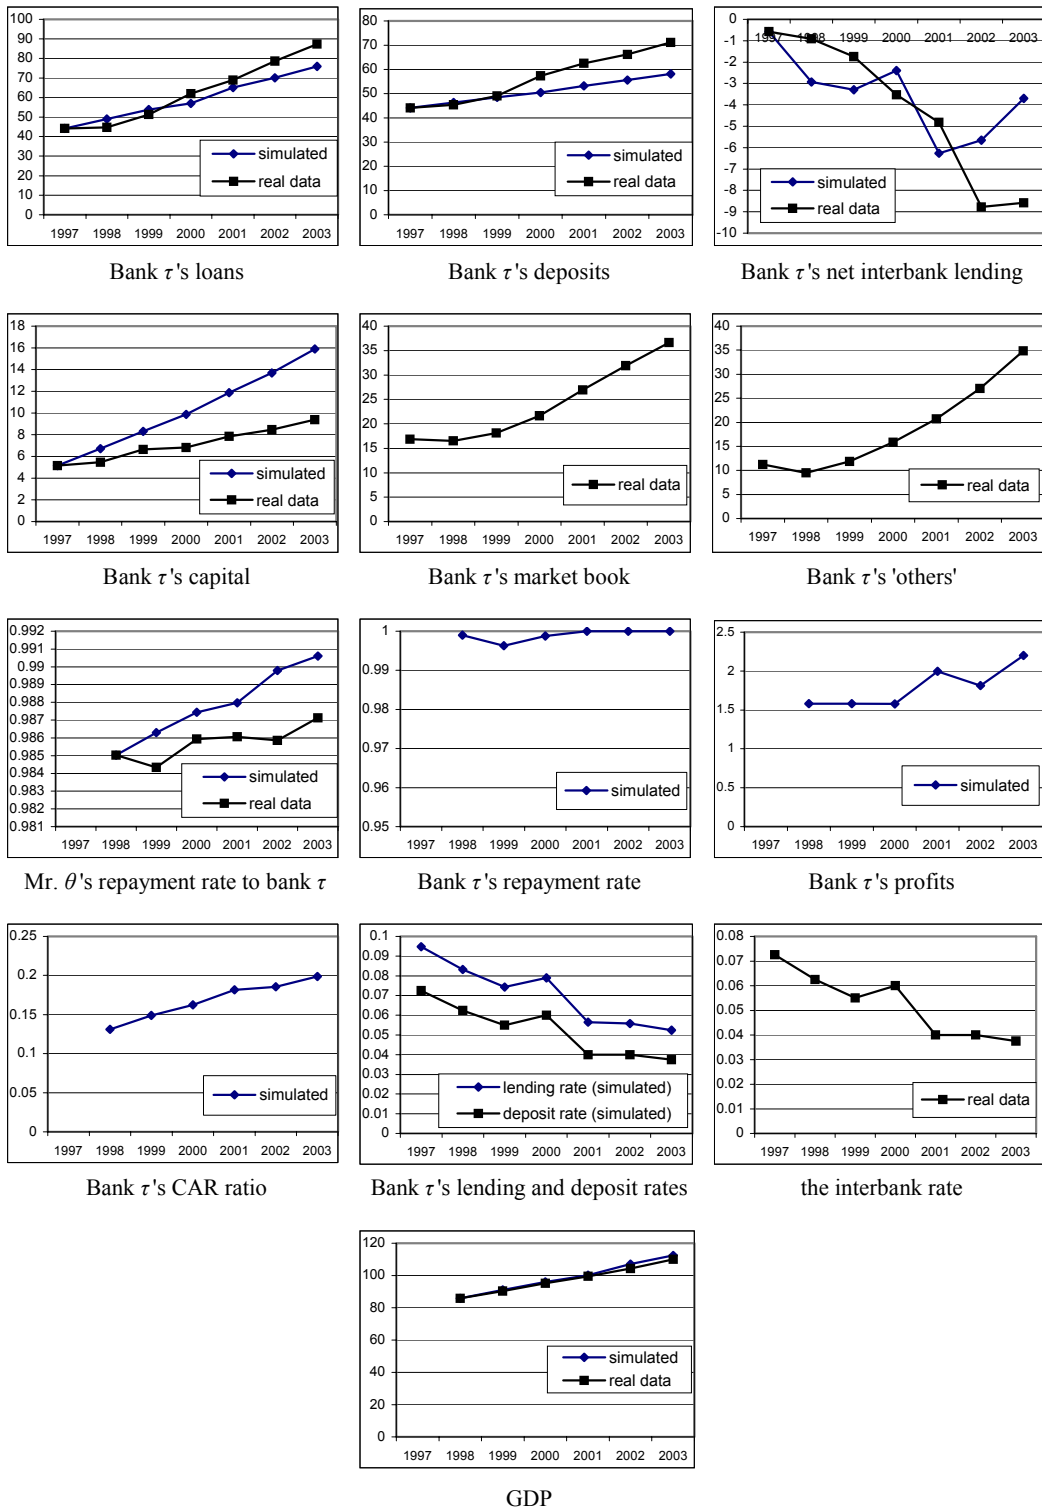 100
90
80
70
60
50
40
30
20
10
0
1997 1998 1999 2000 2001 2002 2003
simulated
real data
Bank τ's loans
80
70
60
50
40
30
20
10
0
1997 1998 1999 2000 2001 2002 2003
simulated
real data
Bank τ's deposits
0
-1
-2
-3
-4
-5
-6
-7
-8
-9
-10
1997 1998 1999 2000 2001 2002 2003
simulated
real data
Bank τ's net interbank lending
18
16
14
12
10
8
6
4
2
0
1997 1998 1999 2000 2001 2002 2003
simulated
real data
Bank τ's capital
40
35
30
25
20
15
10
5
0
1997 1998 1999 2000 2001 2002 2003
real data
Bank τ's market book
40
35
30
25
20
15
10
5
0
1997 1998 1999 2000 2001 2002 2003
real data
Bank τ's 'others'
0.992
0.991
0.99
0.989
0.988
0.987
0.986
0.985
0.984
0.983
0.982
0.981
1997 1998 1999 2000 2001 2002 2003
simulated
real data
Mr. θ's repayment rate to bank τ
1
0.99
0.98
0.97
0.96
0.95
1997 1998 1999 2000 2001 2002 2003
simulated
Bank τ's repayment rate
2.5
2
1.5
1
0.5
0
1997 1998 1999 2000 2001 2002 2003
simulated
Bank τ's profits
0.25
0.2
0.15
0.1
0.05
0
1997 1998 1999 2000 2001 2002 2003
simulated
Bank τ's CAR ratio
0.1
0.09
0.08
0.07
0.06
0.05
0.04
0.03
0.02
0.01
0
1997 1998 1999 2000 2001 2002 2003
lending rate (simulated)
deposit rate (simulated)
Bank τ's lending and deposit rates
0.08
0.07
0.06
0.05
0.04
0.03
0.02
0.01
0
1997 1998 1999 2000 2001 2002 2003
real data
the interbank rate
120
100
80
60
40
20
0
1997 1998 1999 2000 2001 2002 2003
simulated
real data
GDP